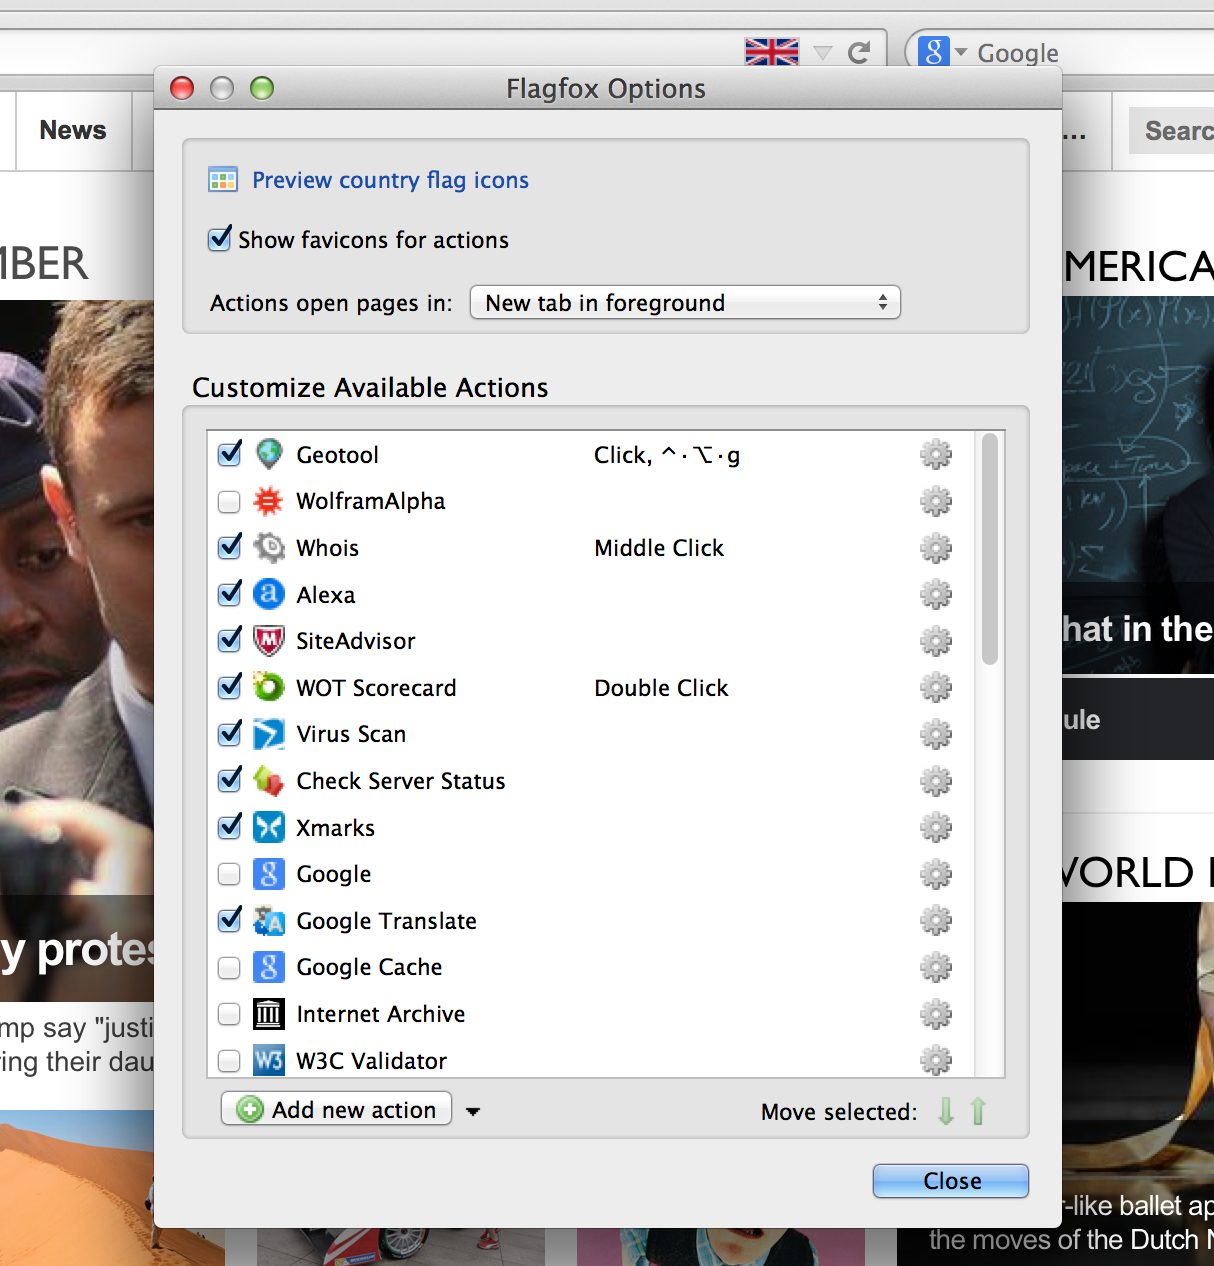 Google
Flagfox Options
News
...
Searc
Preview country flag icons
Show favicons for actions
MBER
MERICA
Actions open pages in: New tab in foreground
Customize Available Actions
Geotool Click, ^·⌥·g
WolframAlpha
Whois Middle Click
Alexa
SiteAdvisor
hat in the
WOT Scorecard Double Click
ule
Virus Scan
Check Server Status
Xmarks
Google
WORLD
Google Translate
y protes
Google Cache
Internet Archive
mp say "justi
ring their dau
W3C Validator
Add new action Move selected:
Close
-like ballet ap
the moves of the Dutch N